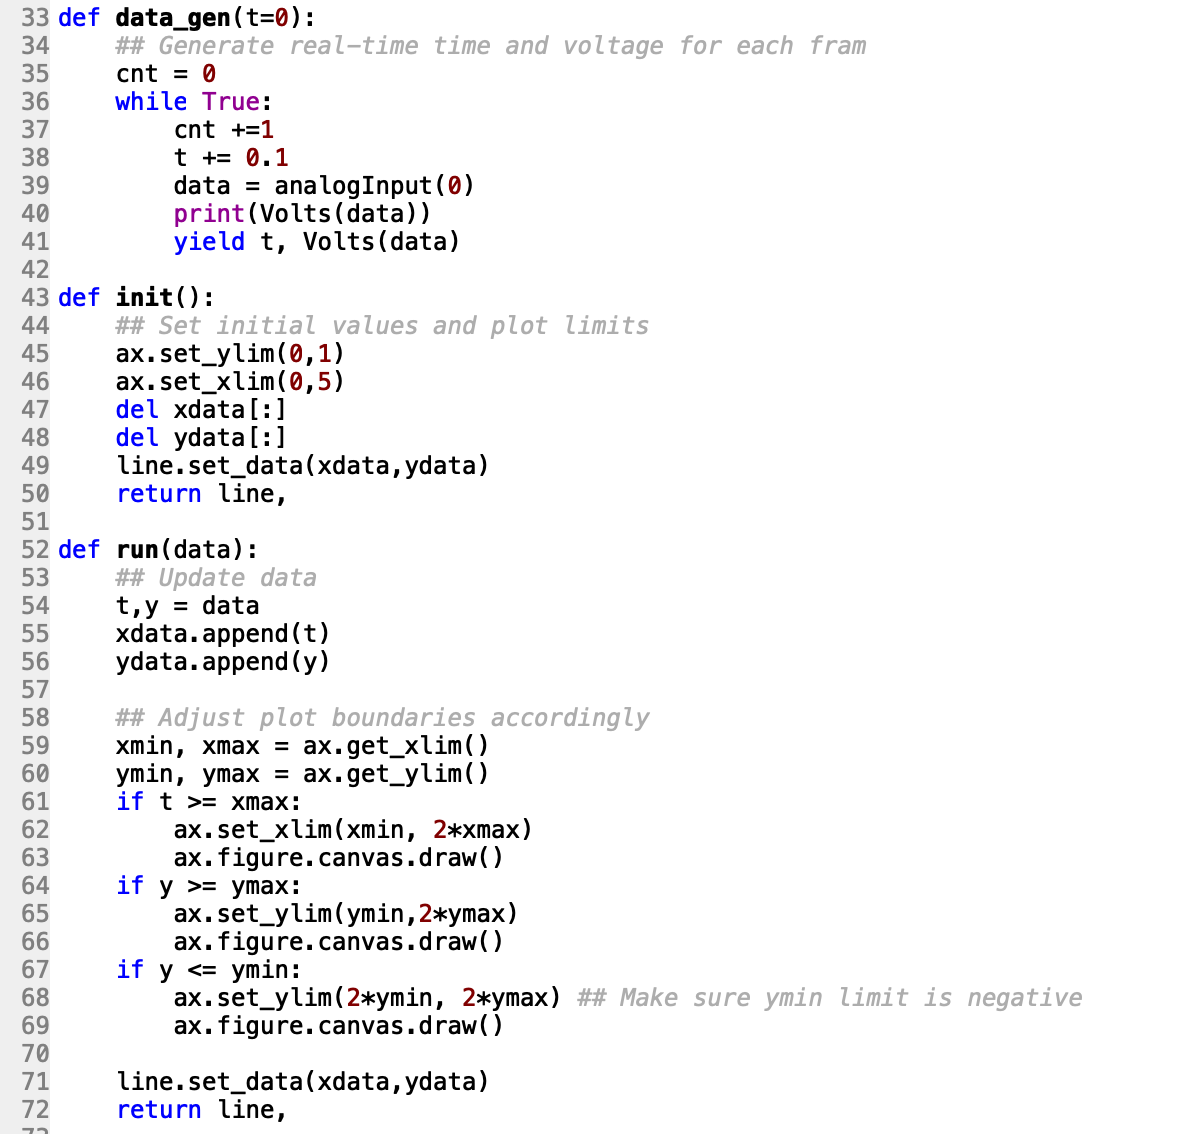 33 def data_gen(t=0):
34 ## Generate real-time time and voltage for each fram
35 cnt = 0
36 while True:
37 cnt +=1
38 t += 0.1
39 data = analogInput(0)
40 print(Volts(data))
41 yield t, Volts(data)
42
43 def init():
44 ## Set initial values and plot limits
45 ax.set_ylim(0,1)
46 ax.set_xlim(0,5)
47 del xdata[:]
48 del ydata[:]
49 line.set_data(xdata,ydata)
50 return line,
51
52 def run(data):
53 ## Update data
54 t,y = data
55 xdata.append(t)
56 ydata.append(y)
57
58 ## Adjust plot boundaries accordingly
59 xmin, xmax = ax.get_xlim()
60 ymin, ymax = ax.get_ylim()
61 if t >= xmax:
62 ax.set_xlim(xmin, 2*xmax)
63 ax.figure.canvas.draw()
64 if y >= ymax:
65 ax.set_ylim(ymin,2*ymax)
66 ax.figure.canvas.draw()
67 if y <= ymin:
68 ax.set_ylim(2*ymin, 2*ymax) ## Make sure ymin limit is negative
69 ax.figure.canvas.draw()
70
71 line.set_data(xdata,ydata)
72 return line,